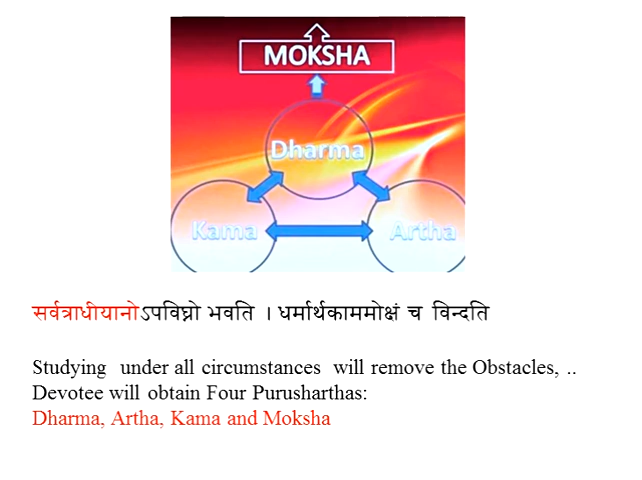 MOKSHA
Dharma
Kama
Artha
सर्वत्राधीयानोऽपविघ्नो भवति । धर्मार्थकाममोक्षं च विन्दति
Studying under all circumstances will remove the Obstacles, ..
Devotee will obtain Four Purusharthas:
Dharma, Artha, Kama and Moksha